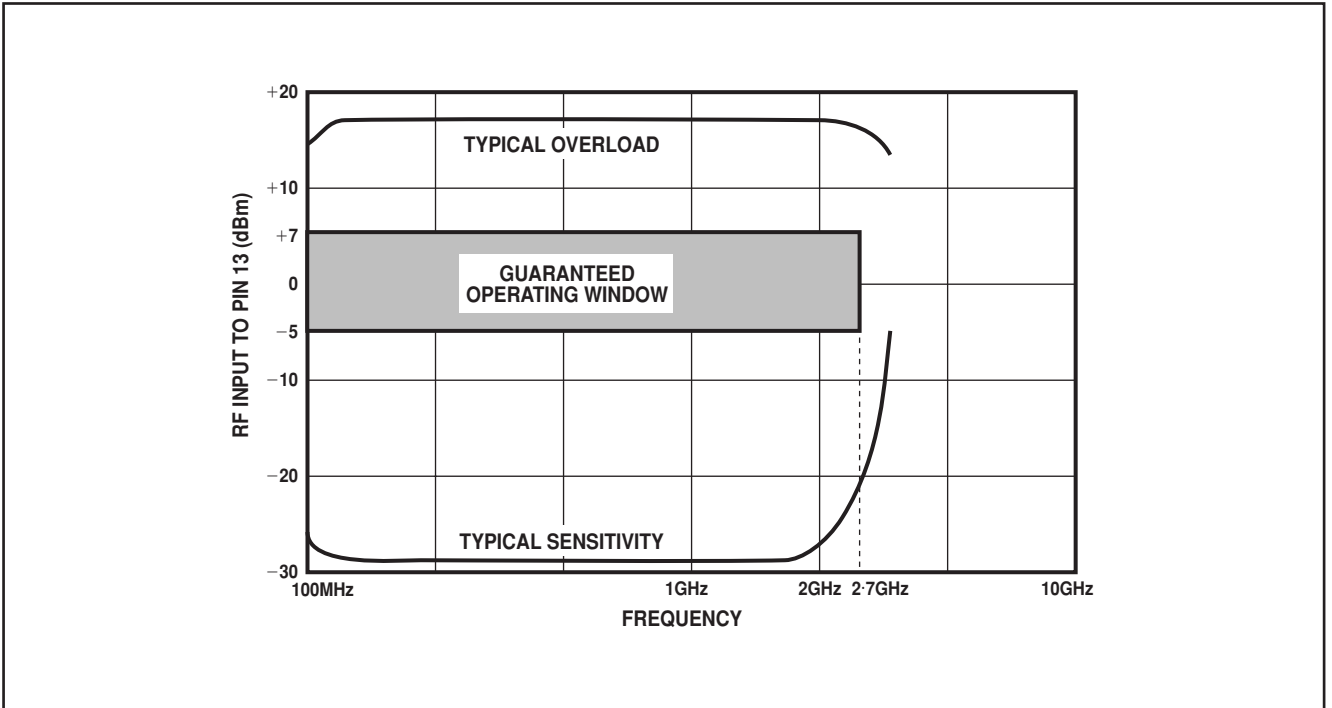 +20
TYPICAL OVERLOAD
+10
+7
GUARANTEED
OPERATING WINDOW
0
−5
−10
−20
TYPICAL SENSITIVITY
−30
RF INPUT TO PIN 13 (dBm)
100MHz 1GHz 2GHz 2·7GHz 10GHz
FREQUENCY